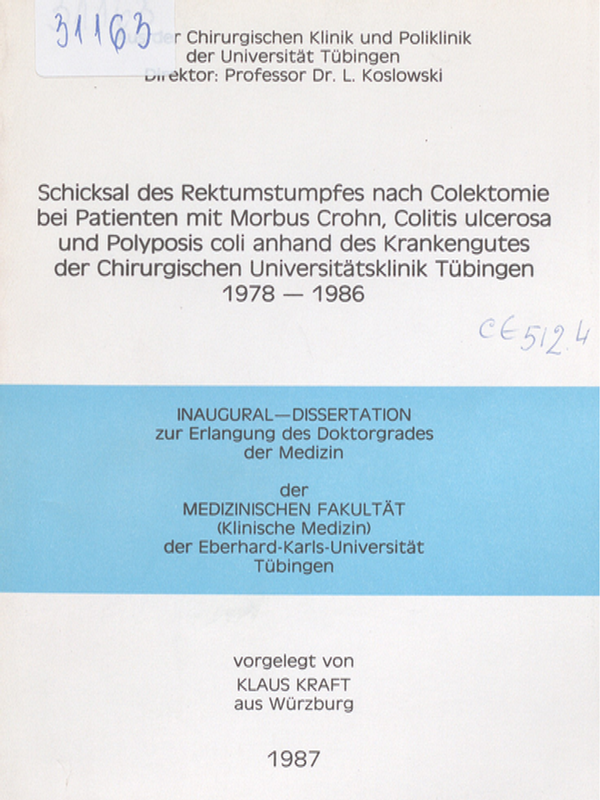 31163
der Chirurgischen Klinik und Poliklinik
der Universität Tübingen
Direktor: Professor Dr. L. Koslowski
Schicksal des Rektumstumpfes nach Colektomie
bei Patienten mit Morbus Crohn, Colitis ulcerosa
und Polyposis coli anhand des Krankengutes
der Chirurgischen Universitätsklinik Tübingen
1978 — 1986
CE 512.4
INAUGURAL—DISSERTATION
zur Erlangung des Doktorgrades
der Medizin
der
MEDIZINISCHEN FAKULTÄT
(Klinische Medizin)
der Eberhard-Karls-Universität
Tübingen
vorgelegt von
KLAUS KRAFT
aus Würzburg
1987